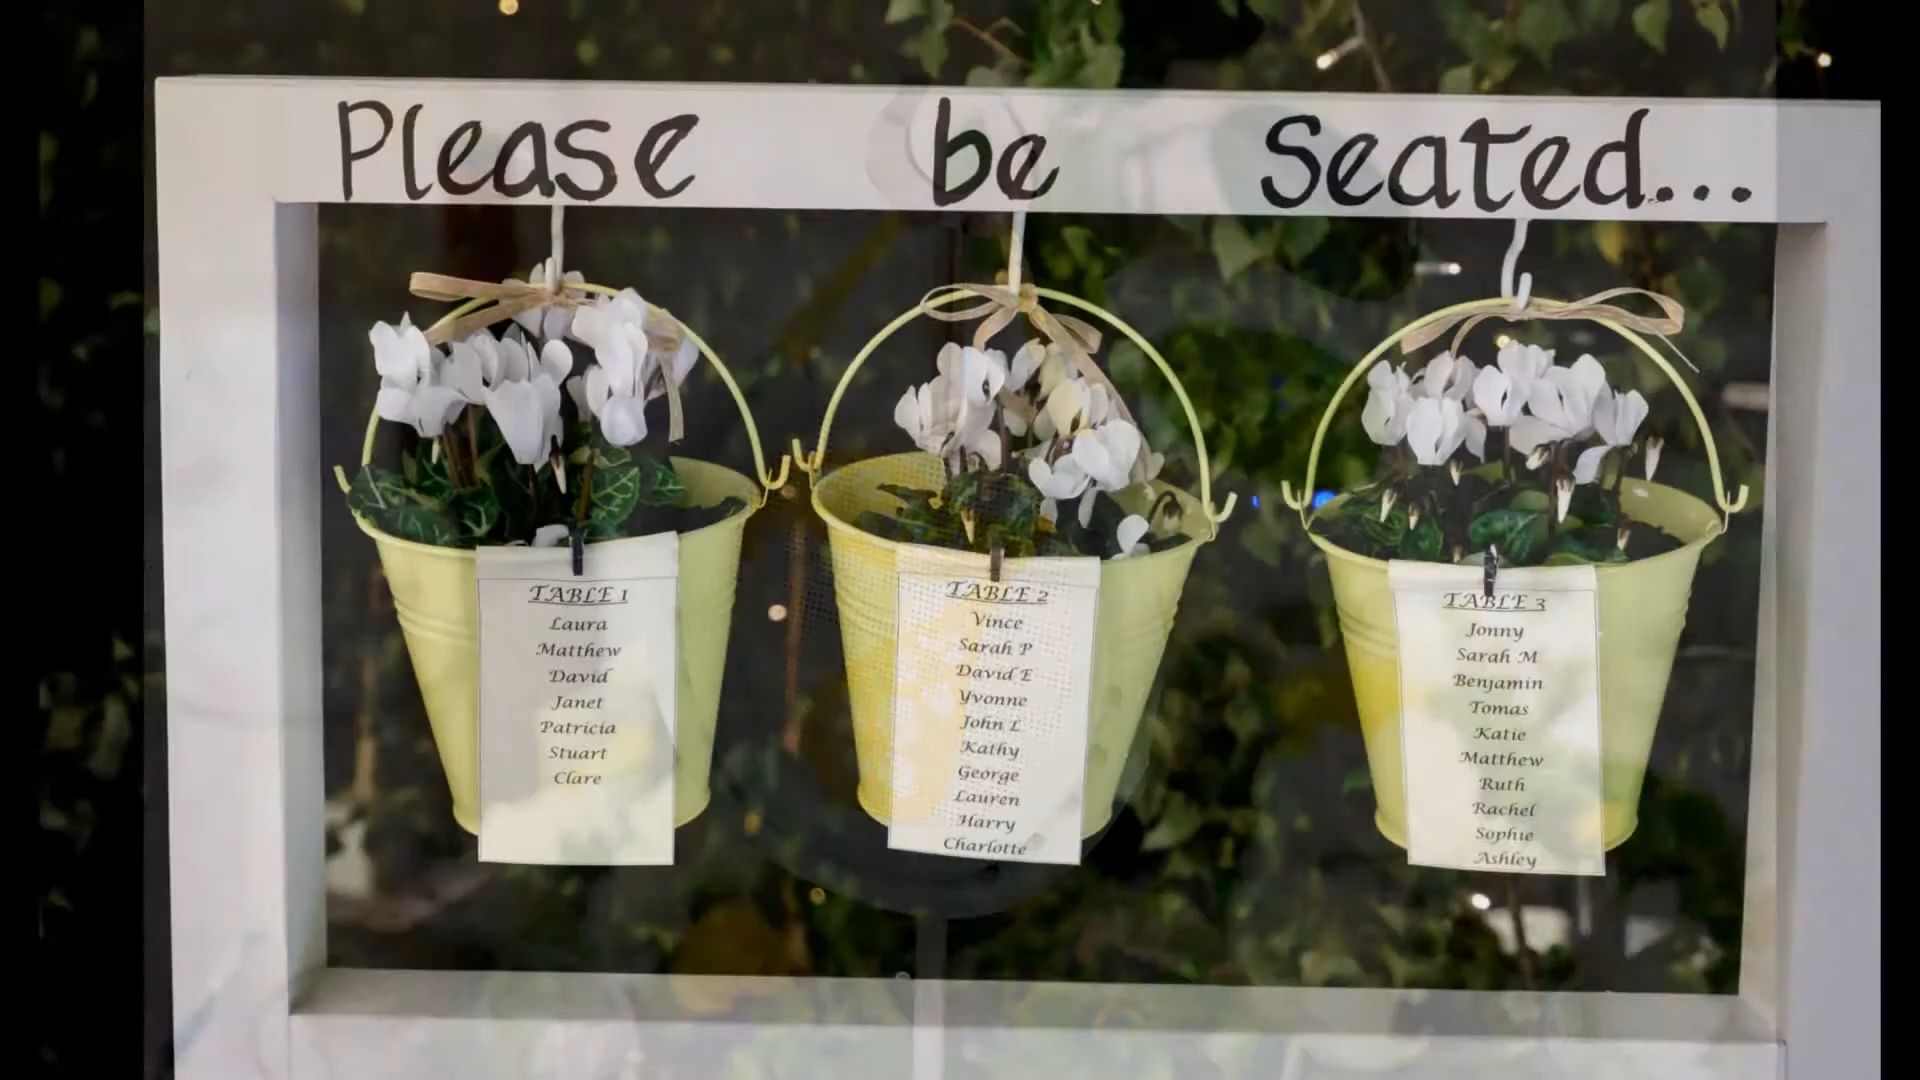 Please be Seated...
TABLE 1
Laura
Matthew
David
Janet
Patricia
Stuart
Clare
TABLE 2
Vince
Sarah P
David E
Yvonne
John L
Kathy
George
Lauren
Harry
Charlotte
TABLE 3
Jonny
Sarah M
Benjamin
Tomas
Katie
Matthew
Ruth
Rachel
Sophie
Ashley